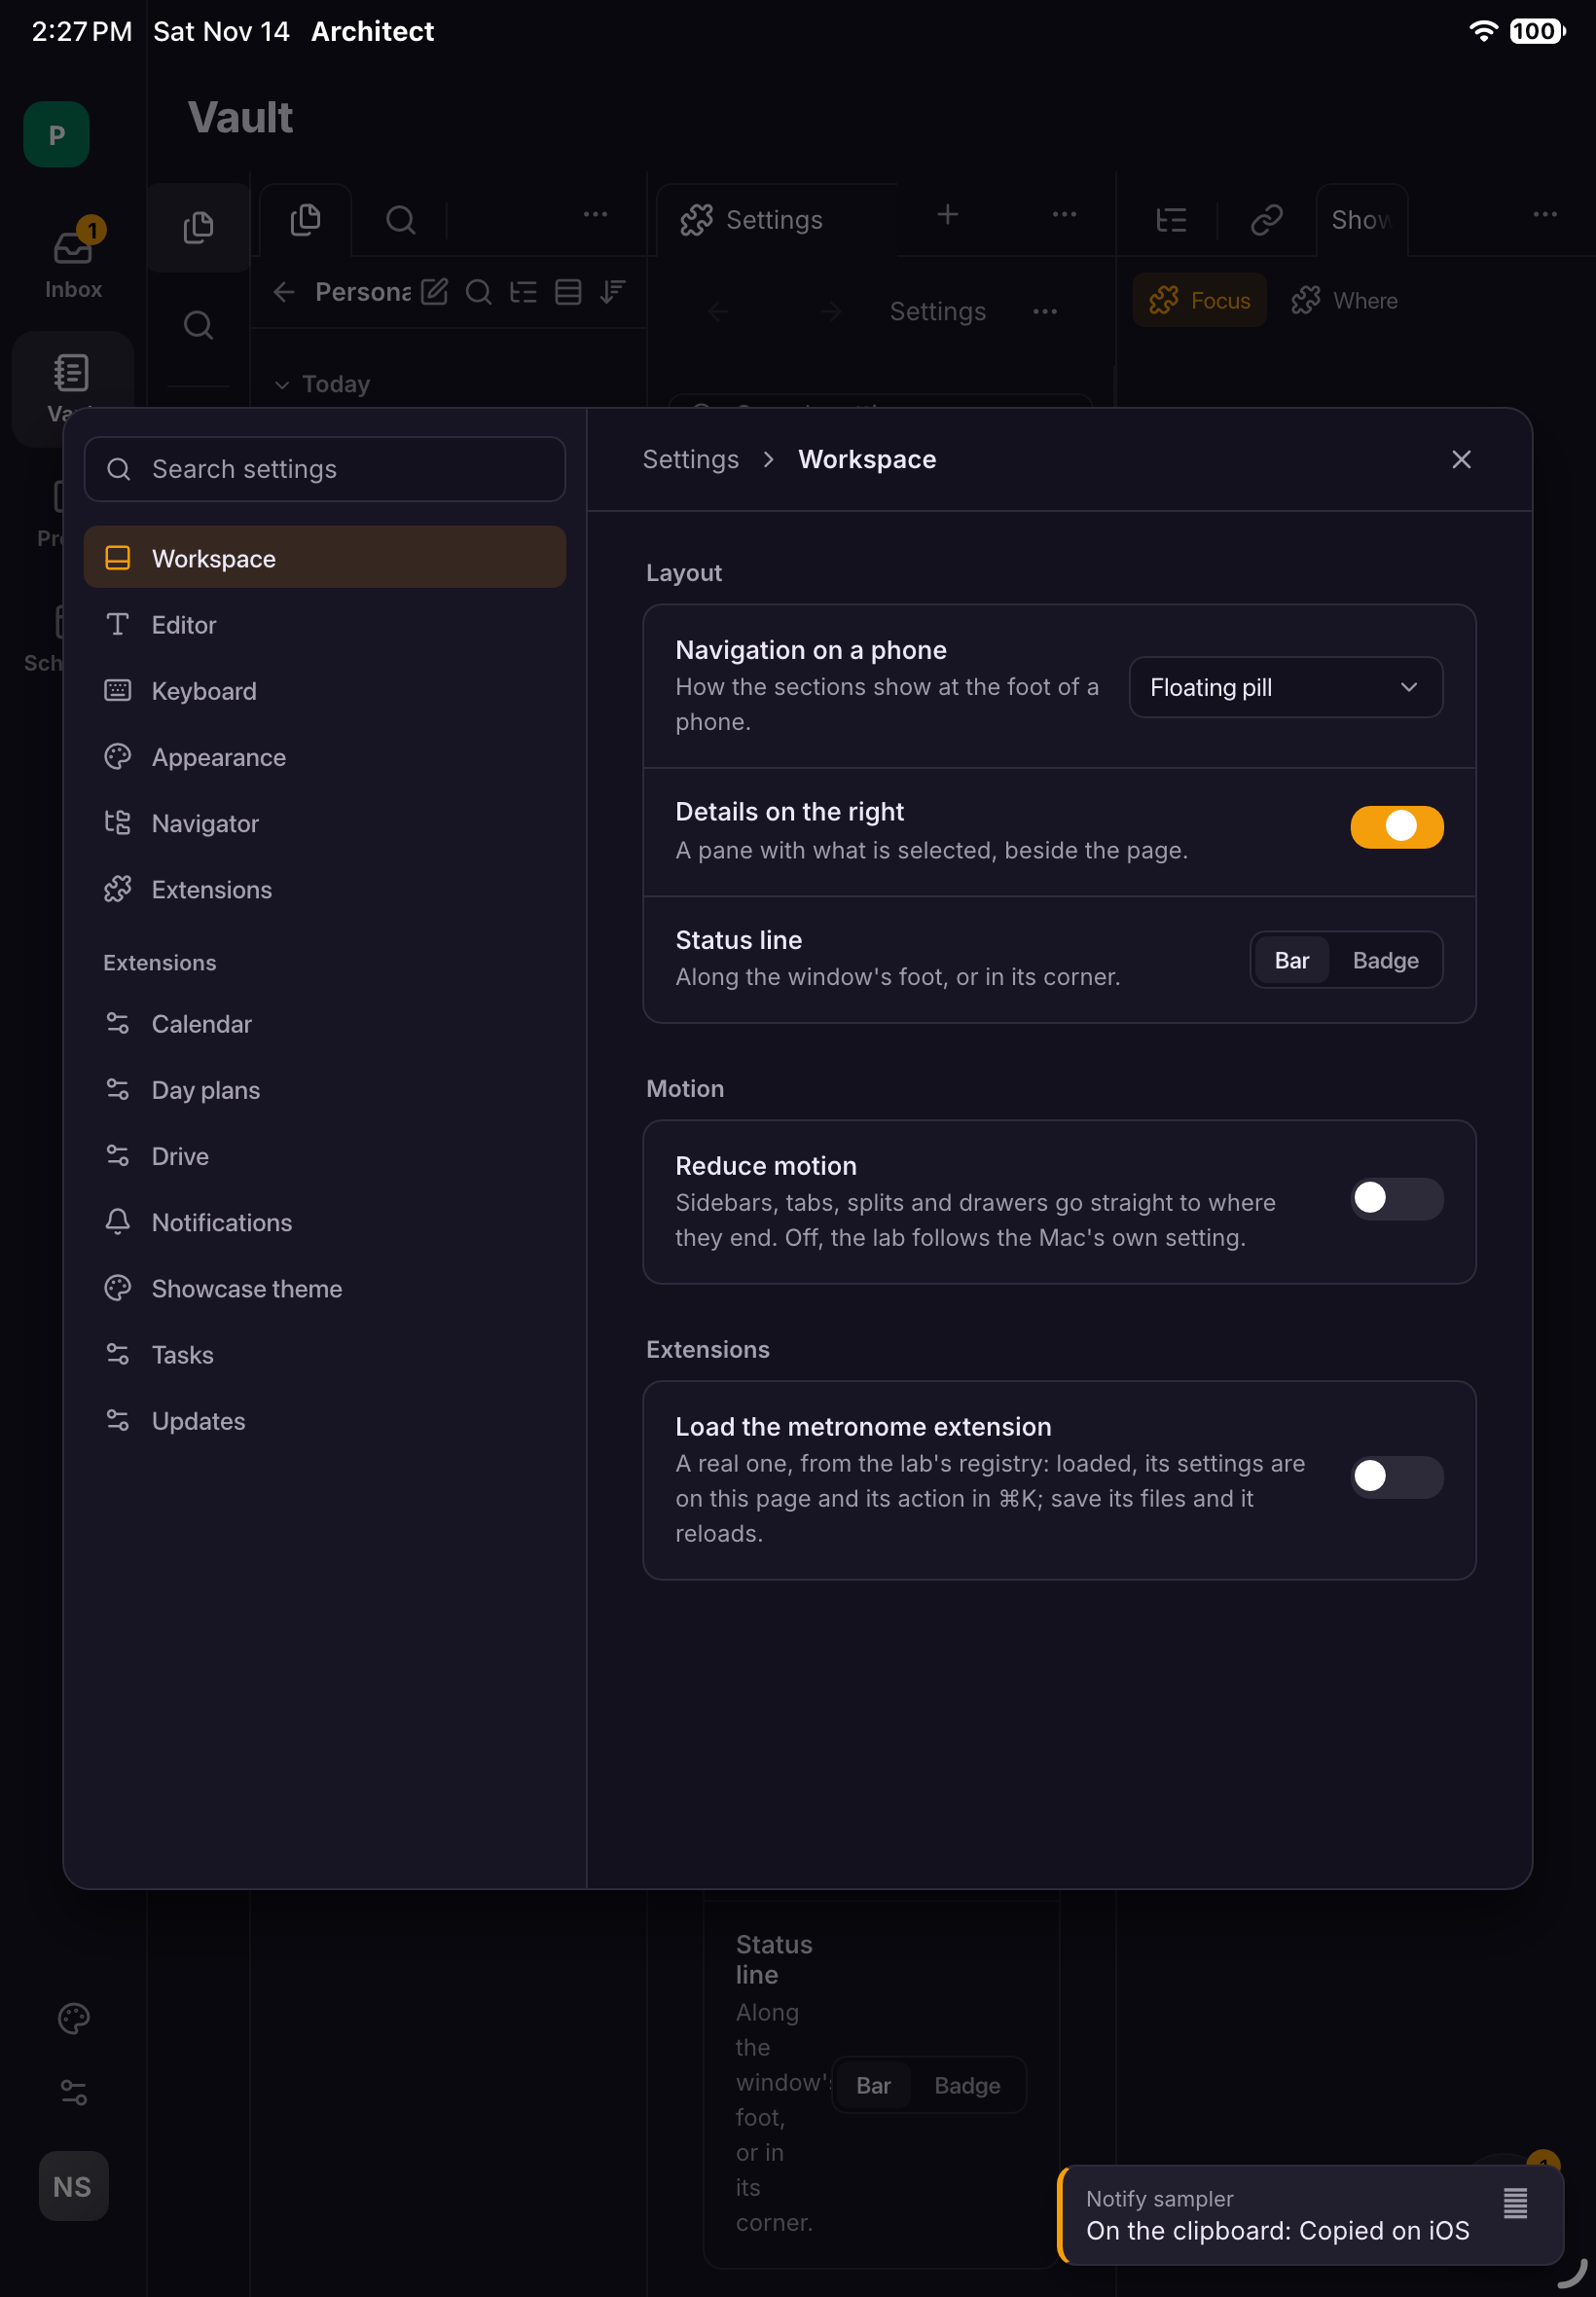 2:27 PM Sat Nov 14 Architect
100
P
Vault
1
Inbox
Settings
Show
Persona
Settings
Focus
Where
Today
Search settings
Workspace
Editor
Keyboard
Appearance
Navigator
Extensions
Extensions
Calendar
Day plans
Drive
Notifications
Showcase theme
Tasks
Updates
Settings > Workspace
Layout
Navigation on a phone
How the sections show at the foot of a
phone.
Floating pill
Details on the right
A pane with what is selected, beside the page.
Status line
Along the window's foot, or in its corner.
Bar
Badge
Motion
Reduce motion
Sidebars, tabs, splits and drawers go straight to where
they end. Off, the lab follows the Mac's own setting.
Extensions
Load the metronome extension
A real one, from the lab's registry: loaded, its settings are
on this page and its action in ⌘K; save its files and it
reloads.
Status
line
Along
the
window's
foot,
or in
its
corner.
Bar
Badge
NS
Notify sampler
On the clipboard: Copied on iOS